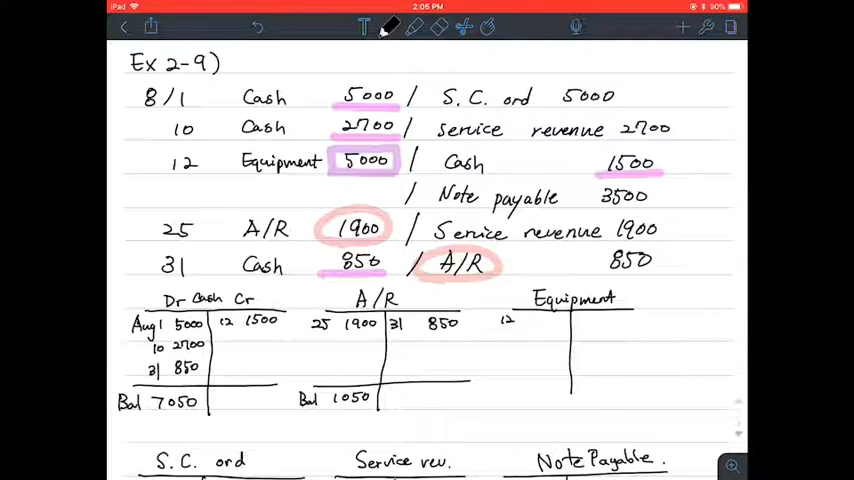 iPad 2:05 PM 90%
T
Ex 2-9)
8/1 Cash 5000 / S.C. ord 5000
10 Cash 2700 / service revenue 2700
12 Equipment 5000 / Cash 1500
/ Note payable 3500
25 A/R 1900 / Service revenue 1900
31 Cash 850 / A/R 850
Dr Cash Cr A/R Equipment
Aug 1 5000 12 1500 25 1900 31 850 12
10 2700
31 850
Bal 7050 Bal 1050
S.C. ord Service rev. Note Payable.